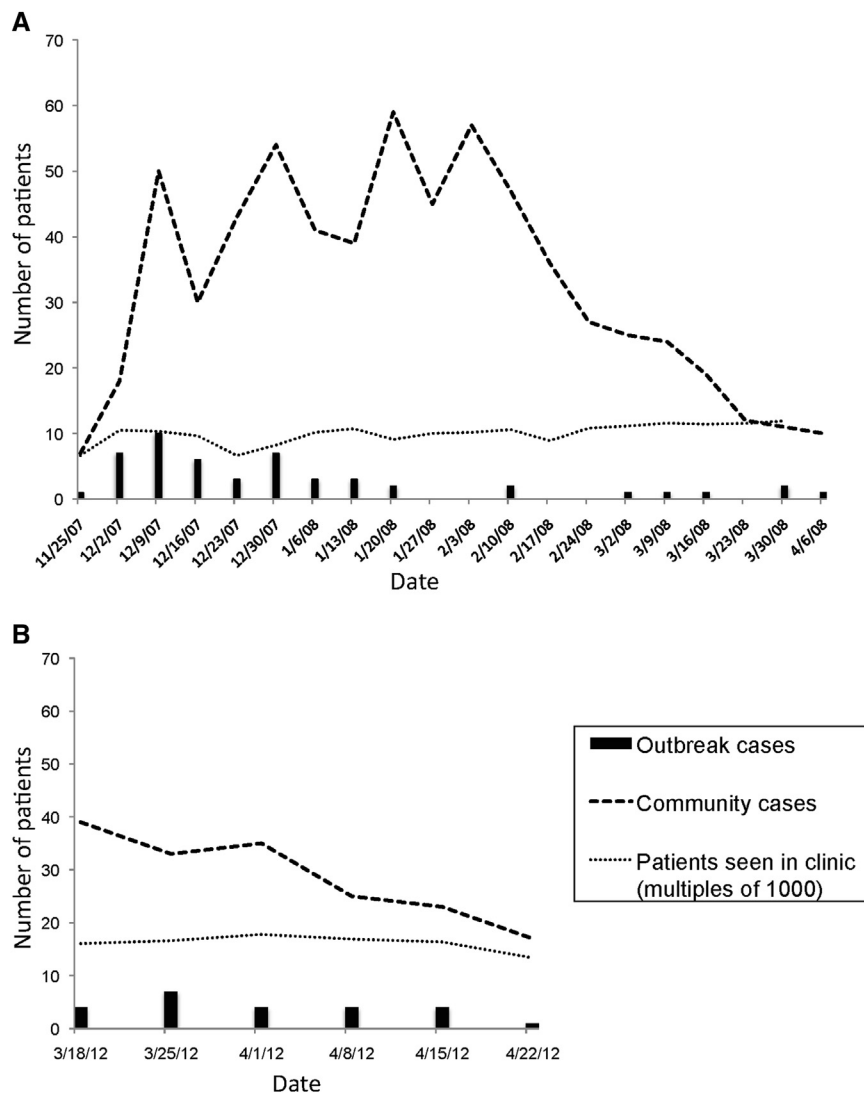 A
70
60
50
40
30
20
10
0
Number of patients
11/25/07 12/2/07 12/9/07 12/16/07 12/23/07 12/30/07 1/6/08 1/13/08 1/20/08 1/27/08 2/3/08 2/10/08 2/17/08 2/24/08 3/2/08 3/9/08 3/16/08 3/23/08 3/30/08 4/6/08
Date
B
70
60
50
40
30
20
10
0
Number of patients
3/18/12 3/25/12 4/1/12 4/8/12 4/15/12 4/22/12
Date
Outbreak cases
Community cases
Patients seen in clinic
(multiples of 1000)